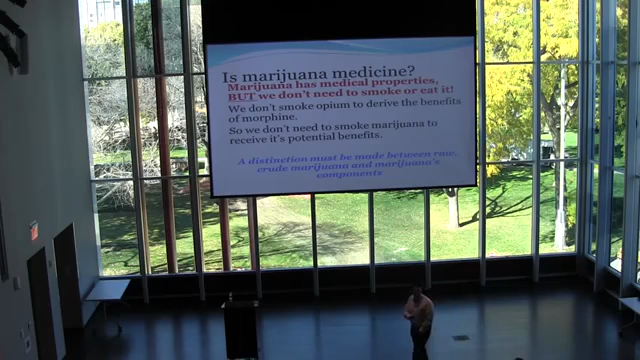 Is marijuana medicine?
Marijuana has medical properties,
BUT we don't need to smoke or eat it!
We don't smoke opium to derive the benefits
of morphine.
So we don't need to smoke marijuana to
receive it's potential benefits.
A distinction must be made between raw,
crude marijuana and marijuana's
components